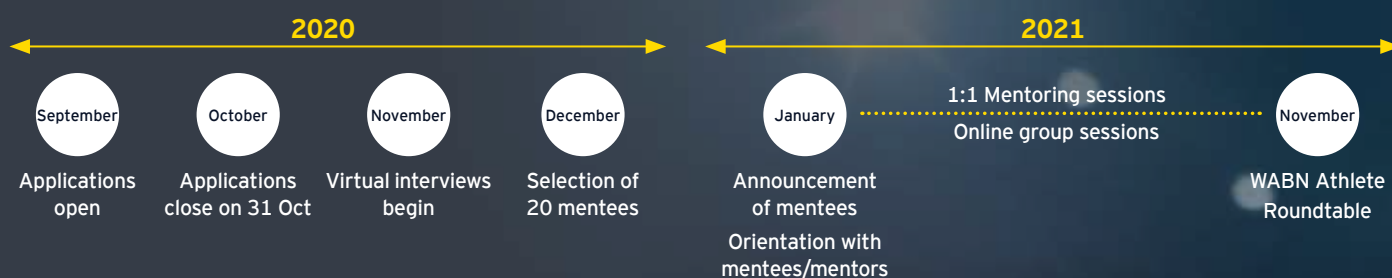 2020
2021
September
October
November
December
January
1:1 Mentoring sessions
Online group sessions
November
Applications
open
Applications
close on 31 Oct
Virtual interviews
begin
Selection of
20 mentees
Announcement
of mentees
Orientation with
mentees/mentors
WABN Athlete
Roundtable